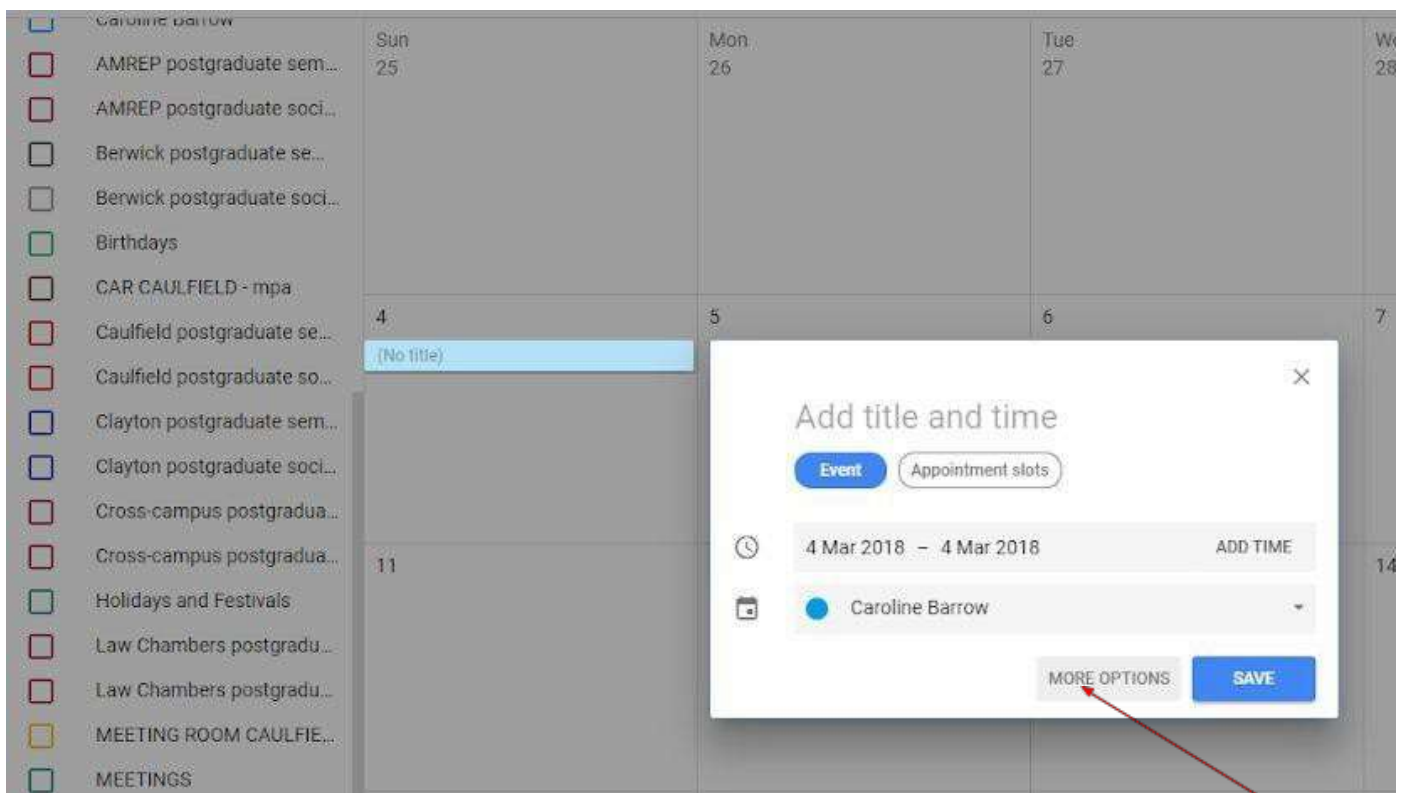 Caroline Barrow
AMREP postgraduate sem...
AMREP postgraduate soci...
Berwick postgraduate se...
Berwick postgraduate soci...
Birthdays
CAR CAULFIELD - mpa
Caulfield postgraduate se...
Caulfield postgraduate so...
Clayton postgraduate sem...
Clayton postgraduate soci...
Cross-campus postgradua...
Cross-campus postgradua...
Holidays and Festivals
Law Chambers postgradu...
Law Chambers postgradu...
MEETING ROOM CAULFIE...
MEETINGS
Sun Mon Tue We
25 26 27 28
4 5 6 7
(No title)
Add title and time
Event Appointment slots
4 Mar 2018 – 4 Mar 2018 ADD TIME
Caroline Barrow
MORE OPTIONS SAVE
11 14